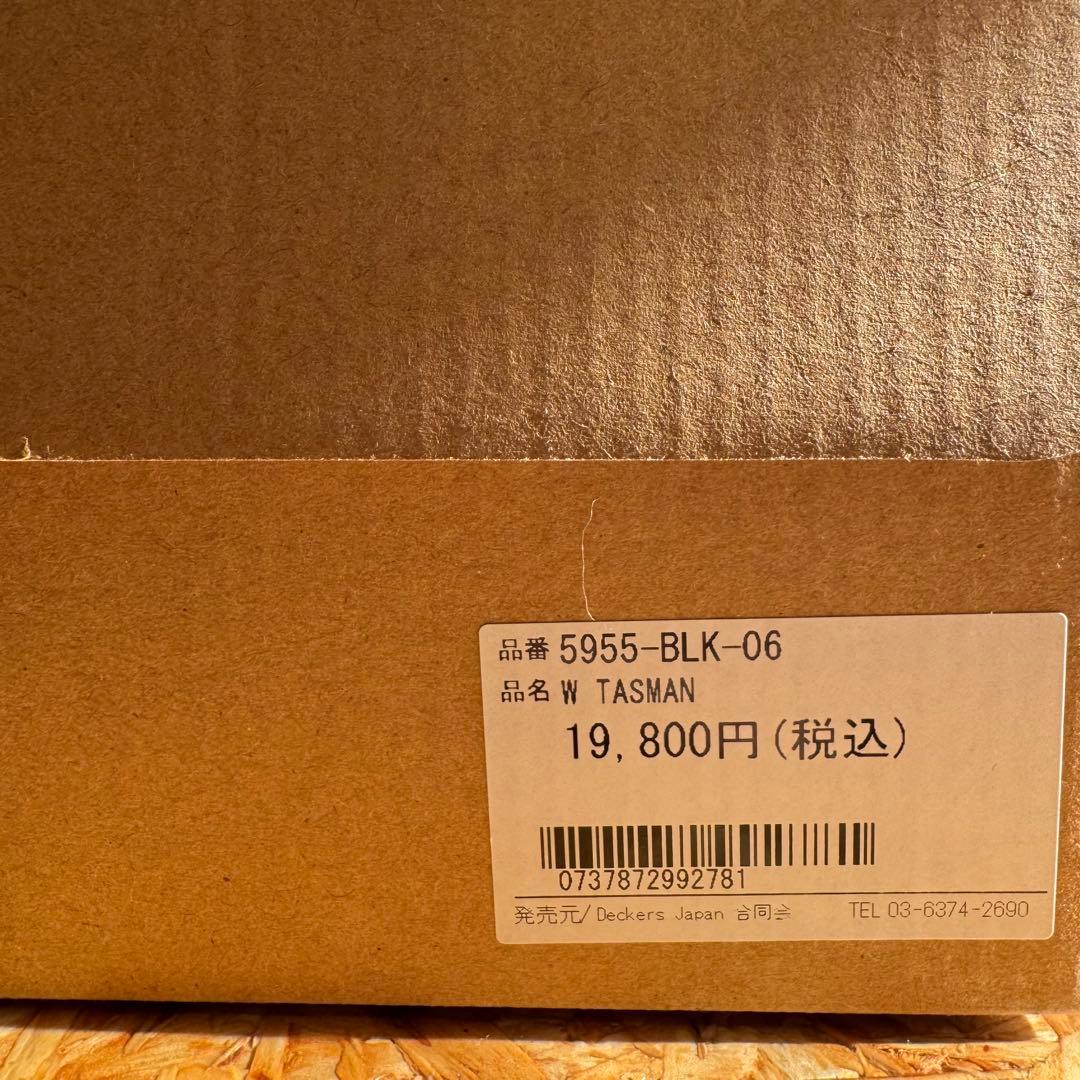 品番 5955-BLK-06
品名 W TASMAN
19,800円(税込)
0737872992781
発売元/Deckers Japan 合同会
TEL 03-6374-2690